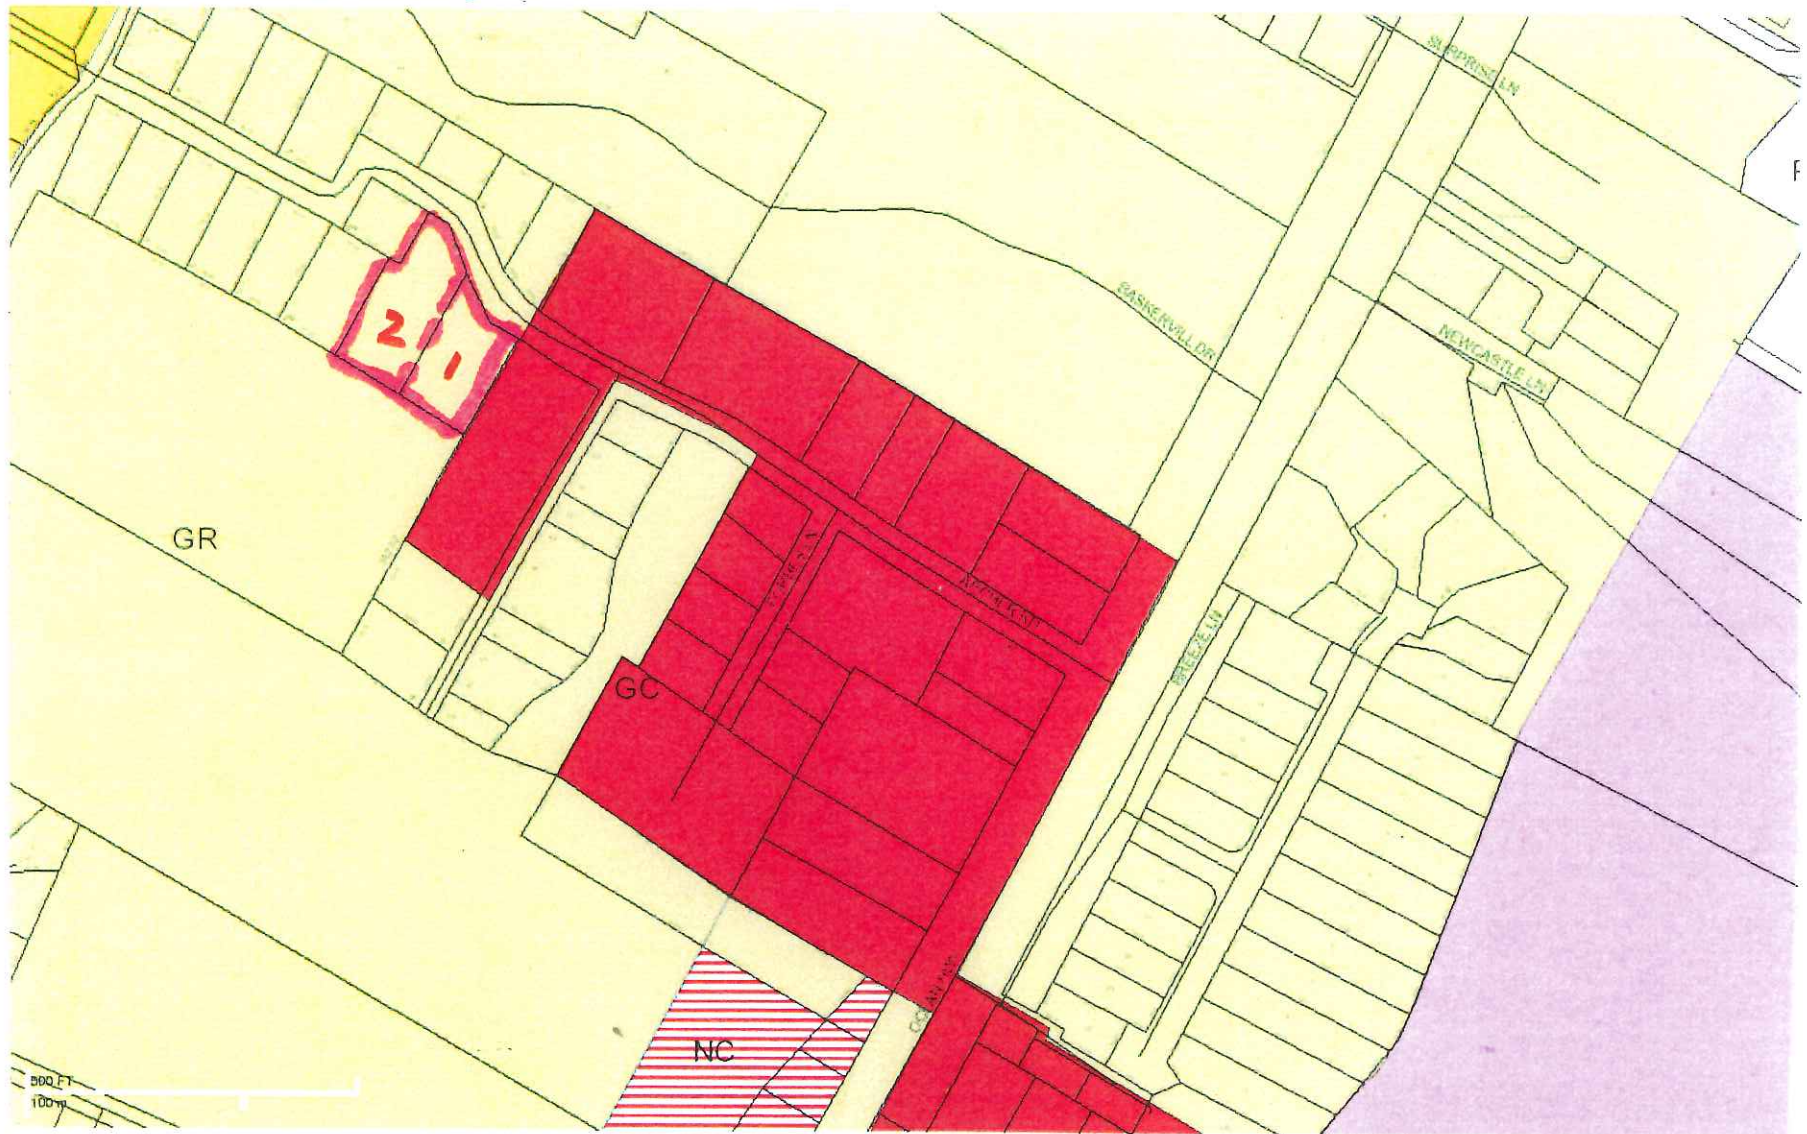 SURPRISE LN
BASKERVILL DR
NEWCASTLE LN
2
1
GR
BREEZE LN
GC
NC
500 FT
100 m